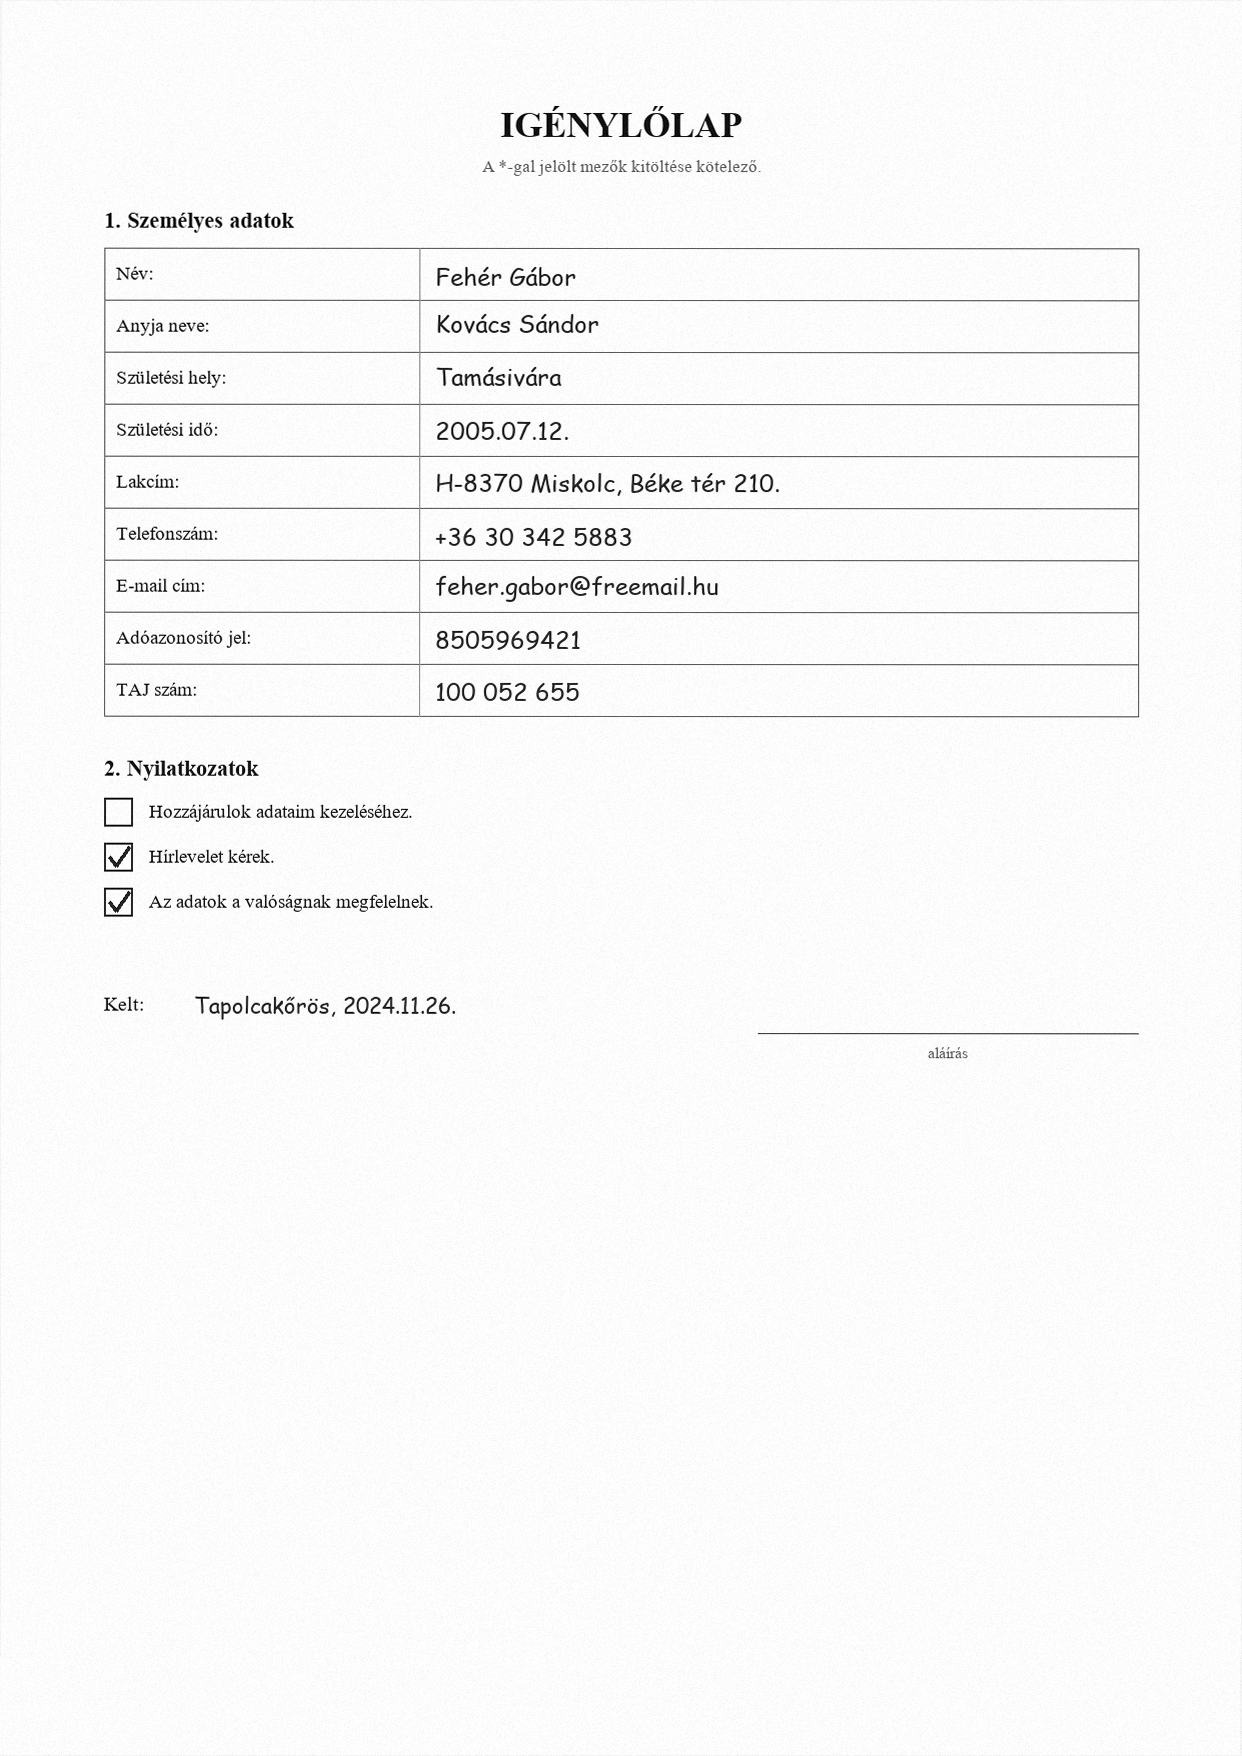 IGÉNYLŐLAP
A *-gal jelölt mezők kitöltése kötelező.
1. Személyes adatok
Név: Fehér Gábor
Anyja neve: Kovács Sándor
Születési hely: Tamásivára
Születési idő: 2005.07.12.
Lakcím: H-8370 Miskolc, Béke tér 210.
Telefonszám: +36 30 342 5883
E-mail cím: feher.gabor@freemail.hu
Adóazonosító jel: 8505969421
TAJ szám: 100 052 655
2. Nyilatkozatok
Hozzájárulok adataim kezeléséhez.
Hírlevelet kérek.
Az adatok a valóságnak megfelelnek.
Kelt: Tapolcakőrös, 2024.11.26.
aláírás